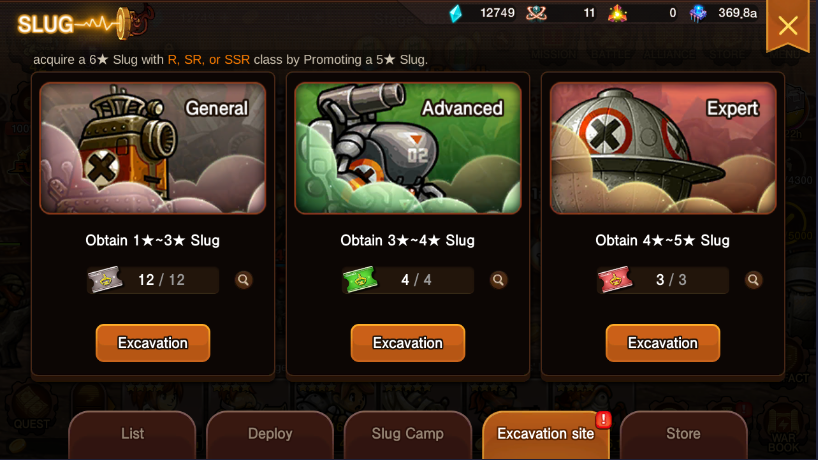 SLUG
12749
11
0
369.8a
acquire a 6★ Slug with R, SR, or SSR class by Promoting a 5★ Slug.
General
Advanced
Expert
02
Obtain 1★~3★ Slug
Obtain 3★~4★ Slug
Obtain 4★~5★ Slug
12 / 12
4 / 4
3 / 3
Excavation
Excavation
Excavation
QUEST
WAR
BOOK
List
Deploy
Slug Camp
Excavation site
!
Store